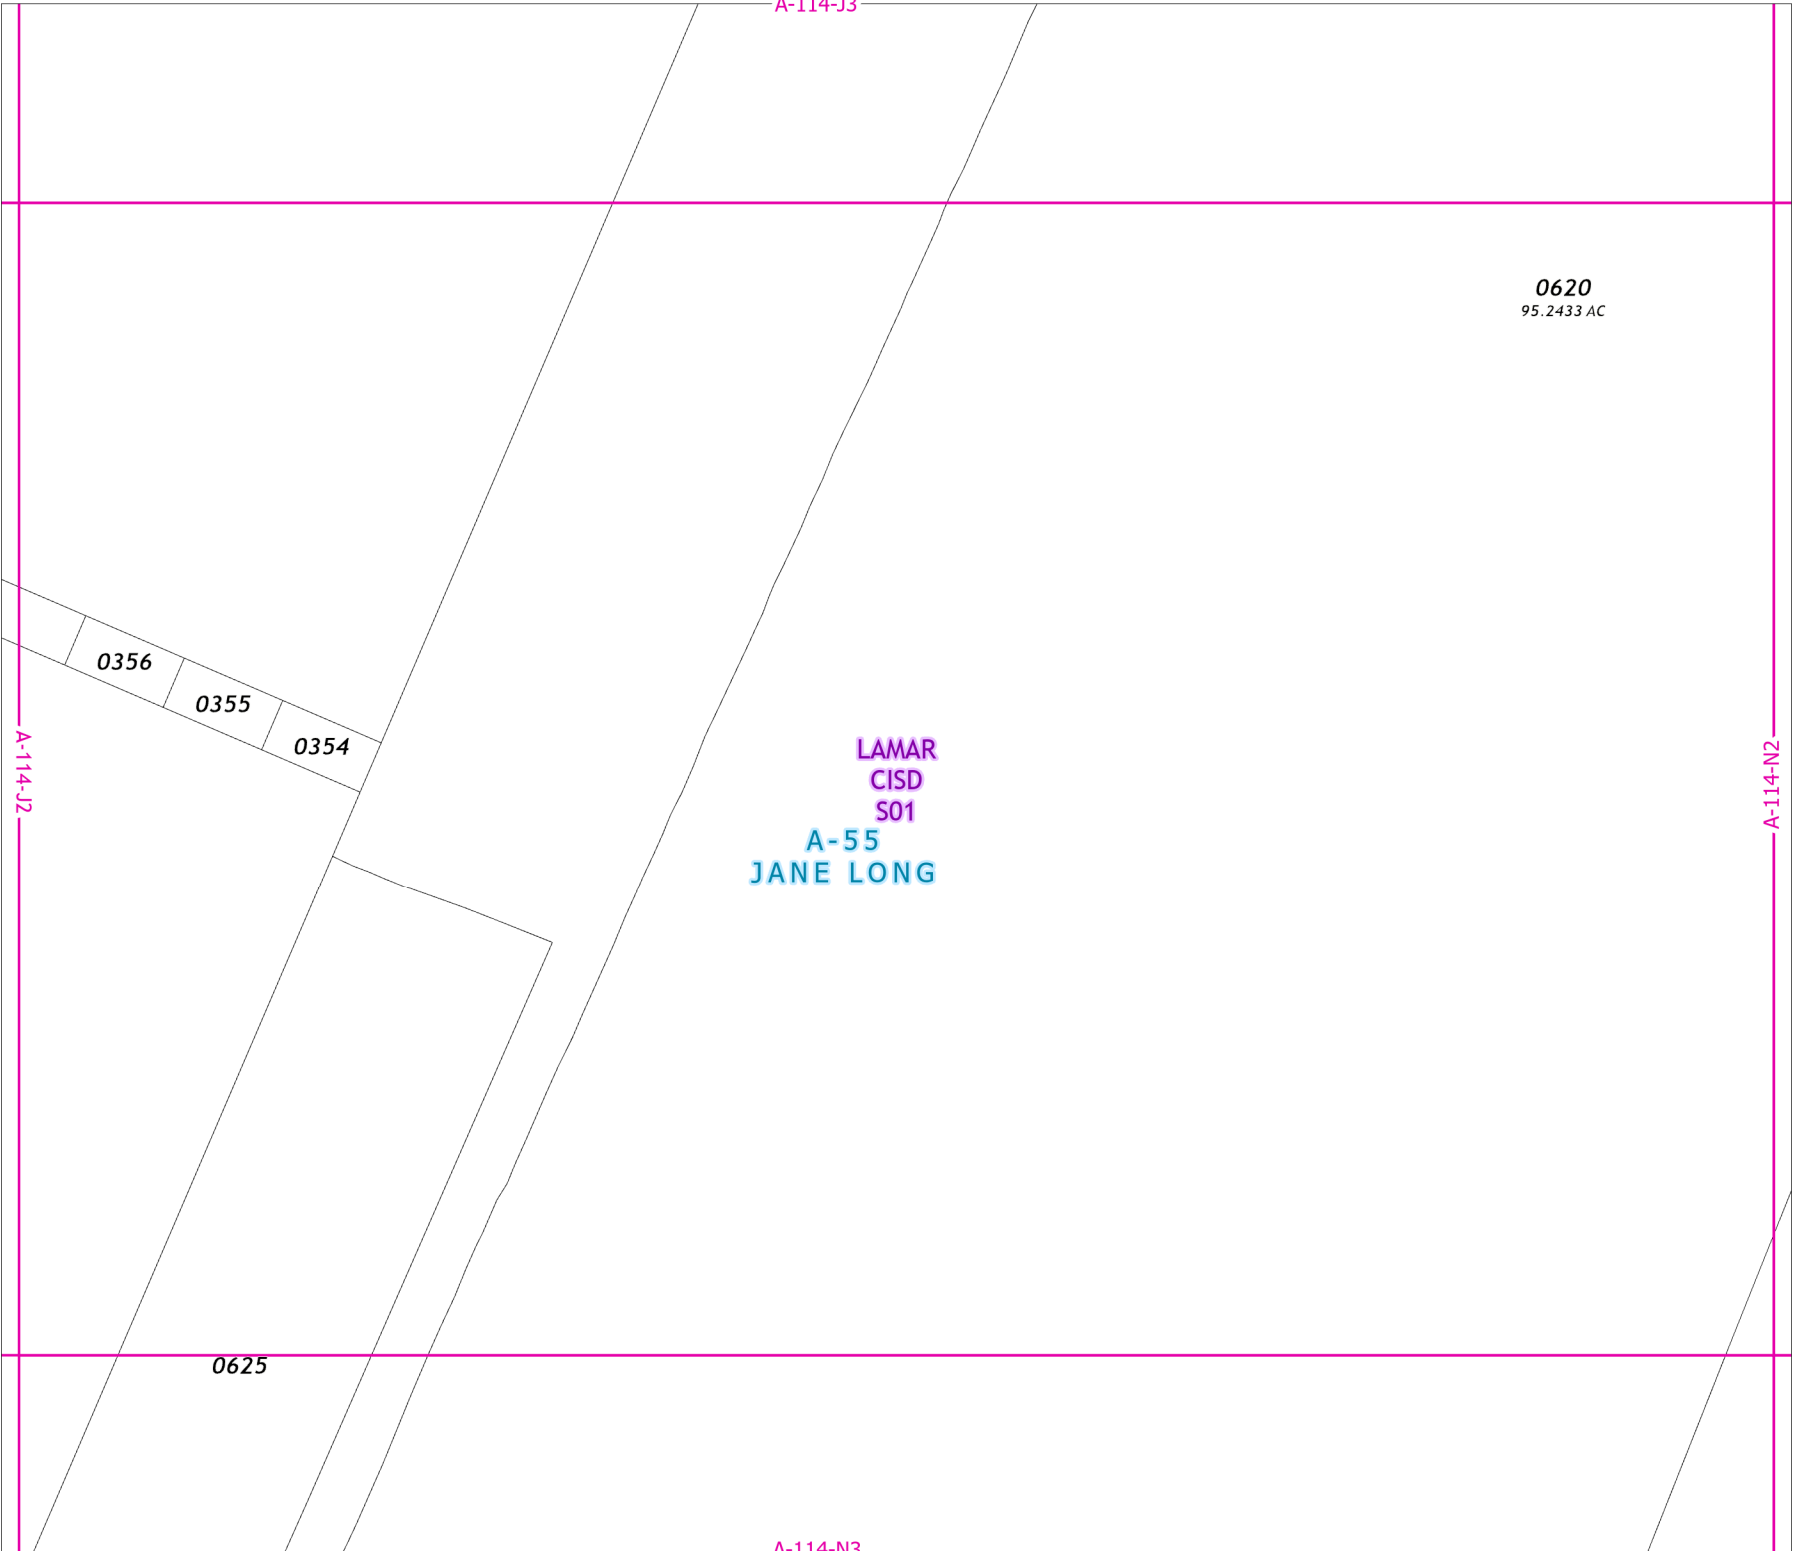 A-114-J3
0620
95.2433 AC
0356
0355
0354
A-114-J2
LAMAR
CISD
S01
A-114-N2
A-55
JANE LONG
0625
A-114-N3